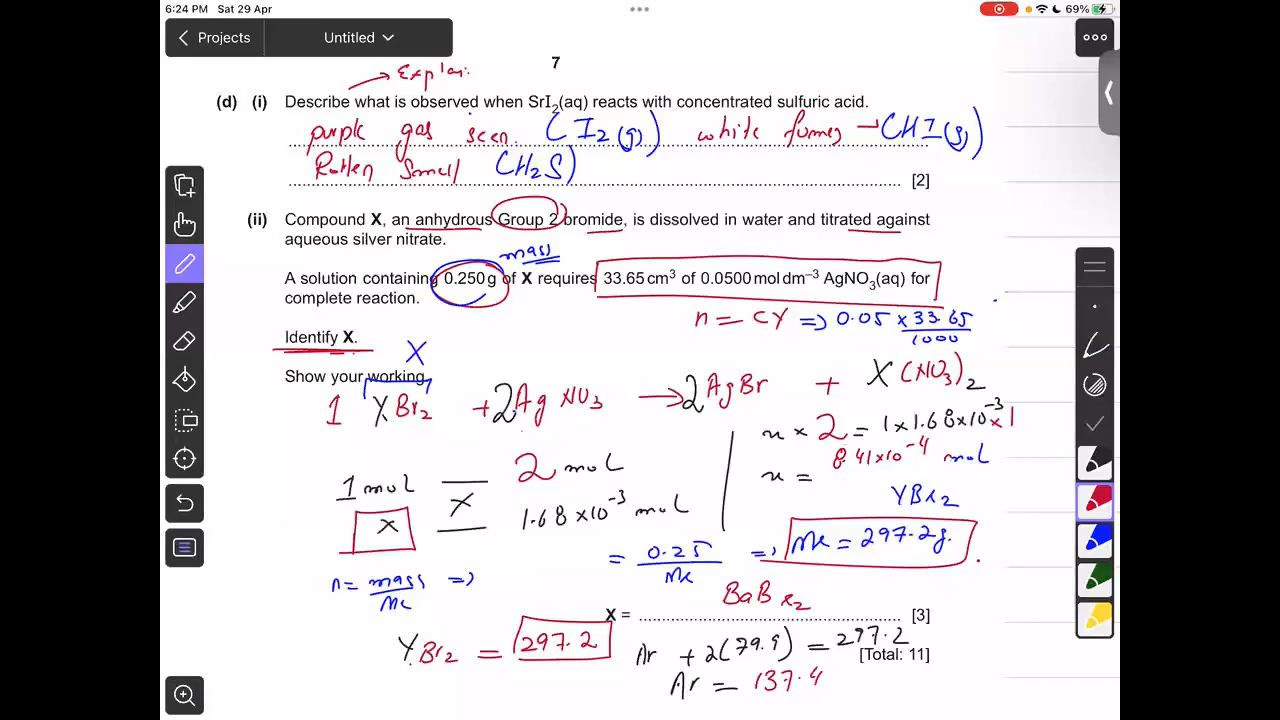 6:24 PM Sat 29 Apr
69%
Projects
Untitled
7
→ Explai.
(d) (i) Describe what is observed when SrI₂(aq) reacts with concentrated sulfuric acid.
purple gas seen (I₂(g)) white fumes → (HI(g))
Rotten Smell (H₂S)
[2]
(ii) Compound X, an anhydrous Group 2 bromide, is dissolved in water and titrated against
aqueous silver nitrate.
mass
A solution containing 0.250 g of X requires 33.65 cm³ of 0.0500 mol dm⁻³ AgNO₃(aq) for
complete reaction.
n = CV => 0.05 × 33.65
1000
Identify X.
X
Show your working.
1 YBr₂ + 2AgNO₃ → 2AgBr + X(NO₃)₂
x × 2 = 1 × 1.68×10⁻³ × 1
1 mol 2 mol
8.41×10⁻⁴ mol
x =
x X 1.68×10⁻³ mol
YBr₂
n = mass => = 0.25 => Mr = 297.2g.
Mr Mr
BaBr₂
X = [3]
YBr₂ = 297.2
Ar + 2(79.9) = 297.2
[Total: 11]
Ar = 137.4